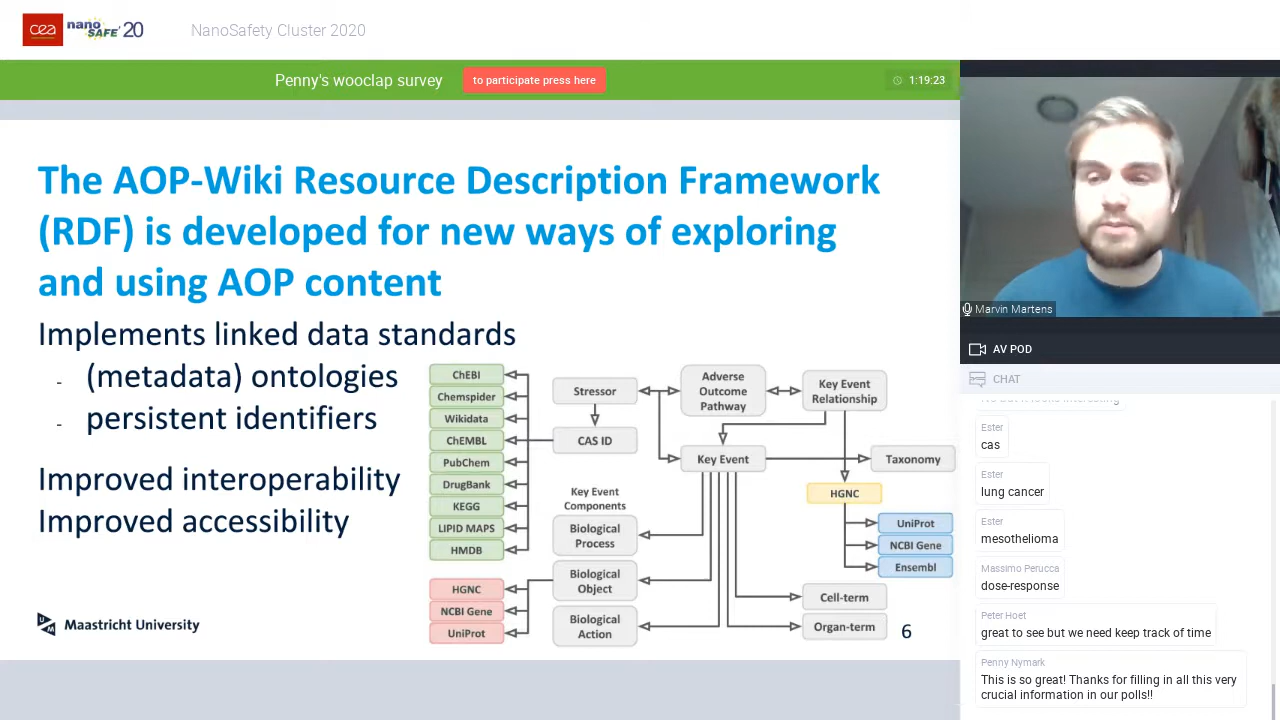 cea nano SAFE'20
NanoSafety Cluster 2020
Penny's wooclap survey
to participate press here
1:19:23
The AOP-Wiki Resource Description Framework
(RDF) is developed for new ways of exploring
and using AOP content
Implements linked data standards
- (metadata) ontologies
- persistent identifiers
Improved interoperability
Improved accessibility
ChEBI
Chemspider
Wikidata
ChEMBL
PubChem
DrugBank
KEGG
LIPID MAPS
HMDB
HGNC
NCBI Gene
UniProt
Stressor
CAS ID
Key Event
Components
Biological
Process
Biological
Object
Biological
Action
Adverse
Outcome
Pathway
Key Event
Key Event
Relationship
Taxonomy
HGNC
UniProt
NCBI Gene
Ensembl
Cell-term
Organ-term
UM
Maastricht University
6
Marvin Martens
AV POD
CHAT
No but it looks interesting
Ester
cas
Ester
lung cancer
Ester
mesothelioma
Massimo Perucca
dose-response
Peter Hoet
great to see but we need keep track of time
Penny Nymark
This is so great! Thanks for filling in all this very
crucial information in our polls!!